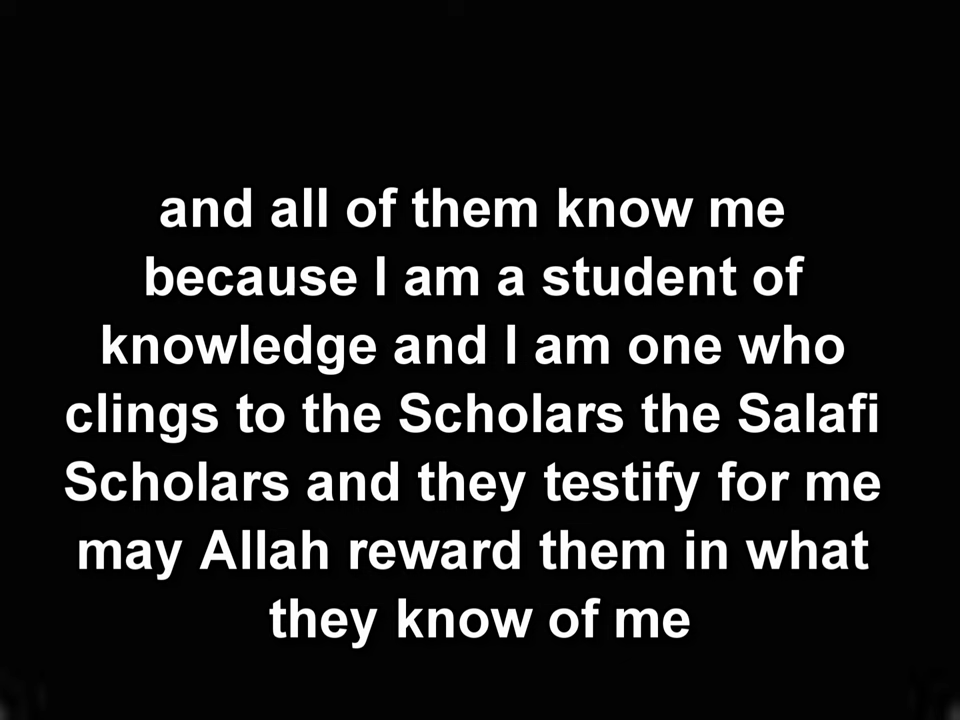 and all of them know me
because I am a student of
knowledge and I am one who
clings to the Scholars the Salafi
Scholars and they testify for me
may Allah reward them in what
they know of me